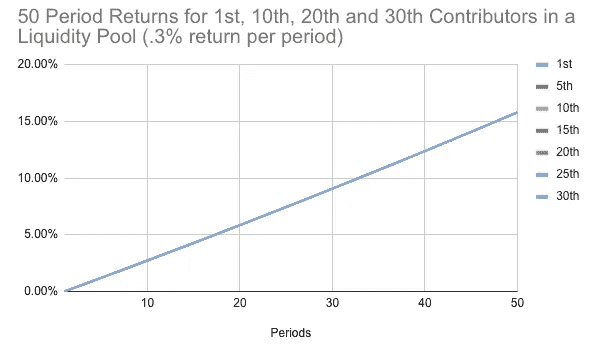 50 Period Returns for 1st, 10th, 20th and 30th Contributors in a
Liquidity Pool (.3% return per period)
20.00%
15.00%
10.00%
5.00%
0.00%
10
20
30
40
50
Periods
1st
5th
10th
15th
20th
25th
30th